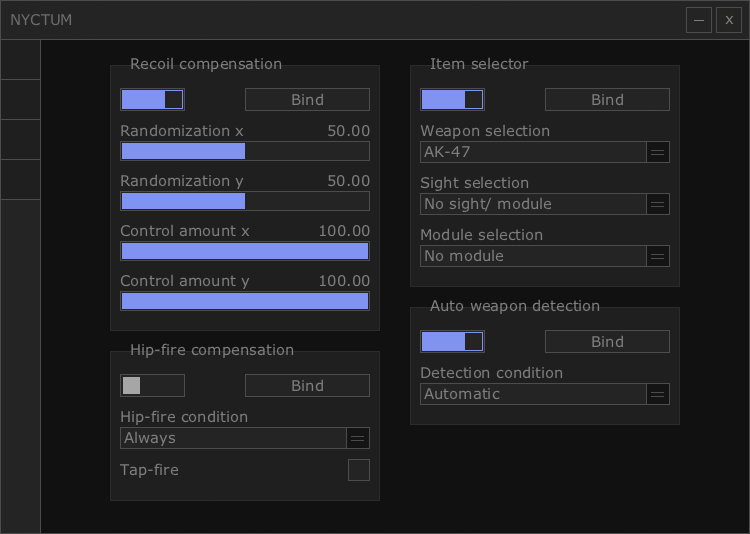 NYCTUM
Recoil compensation
Bind
Randomization x 50.00
Randomization y 50.00
Control amount x 100.00
Control amount y 100.00
Hip-fire compensation
Bind
Hip-fire condition
Always
Tap-fire
Item selector
Bind
Weapon selection
AK-47
Sight selection
No sight/ module
Module selection
No module
Auto weapon detection
Bind
Detection condition
Automatic